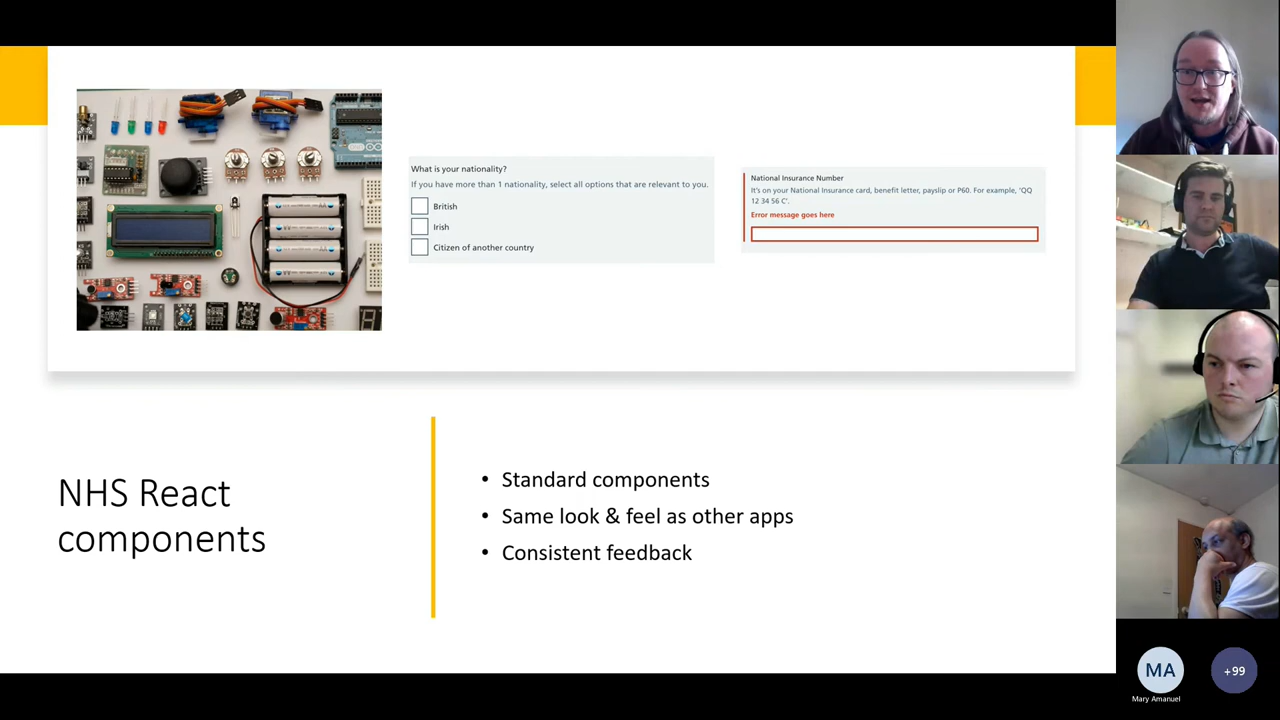 What is your nationality?
If you have more than 1 nationality, select all options that are relevant to you.
British
Irish
Citizen of another country
National Insurance Number
It's on your National Insurance card, benefit letter, payslip or P60. For example, 'QQ
12 34 56 C'.
Error message goes here
NHS React
components
• Standard components
• Same look & feel as other apps
• Consistent feedback
MA
+99
Mary Amanuel